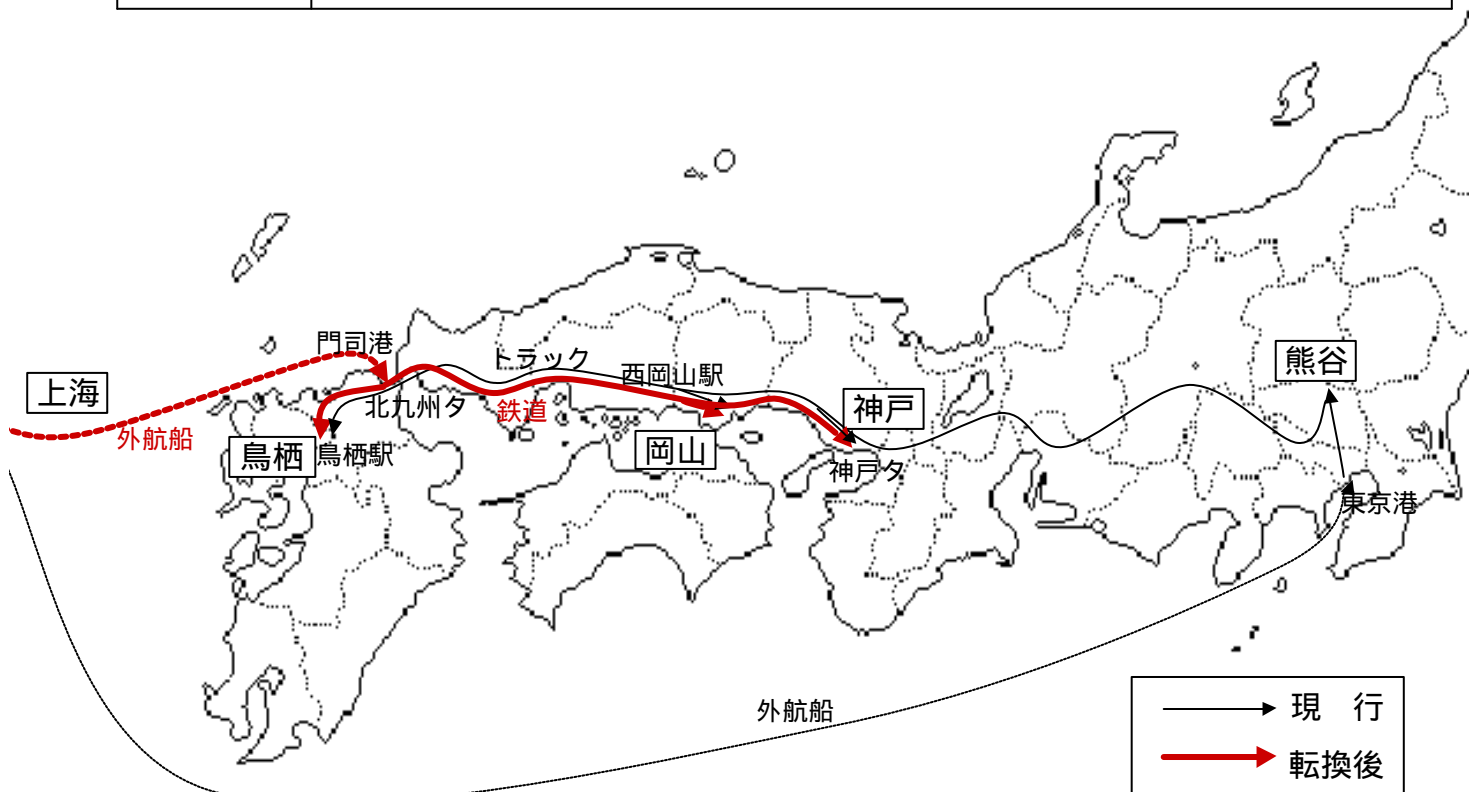 門司港
トラック
西岡山駅
熊谷
上海
北九州タ
鉄道
神戸
外航船
鳥栖
鳥栖駅
岡山
神戸タ
東京港
外航船
現　行
転換後